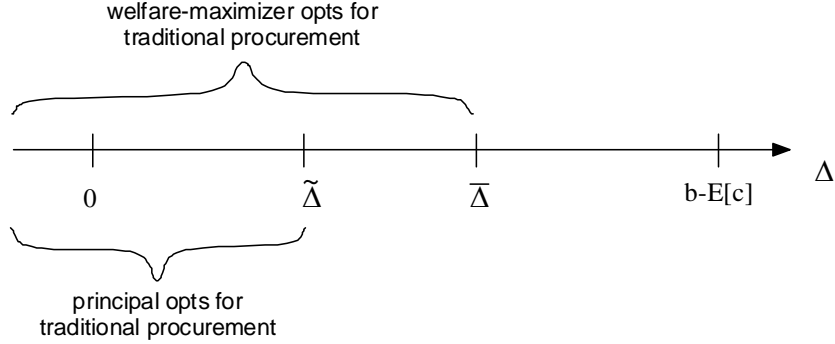 welfare-maximizer opts for
traditional procurement
0
Δ̃
Δ̅
b-E[c]
Δ
principal opts for
traditional procurement